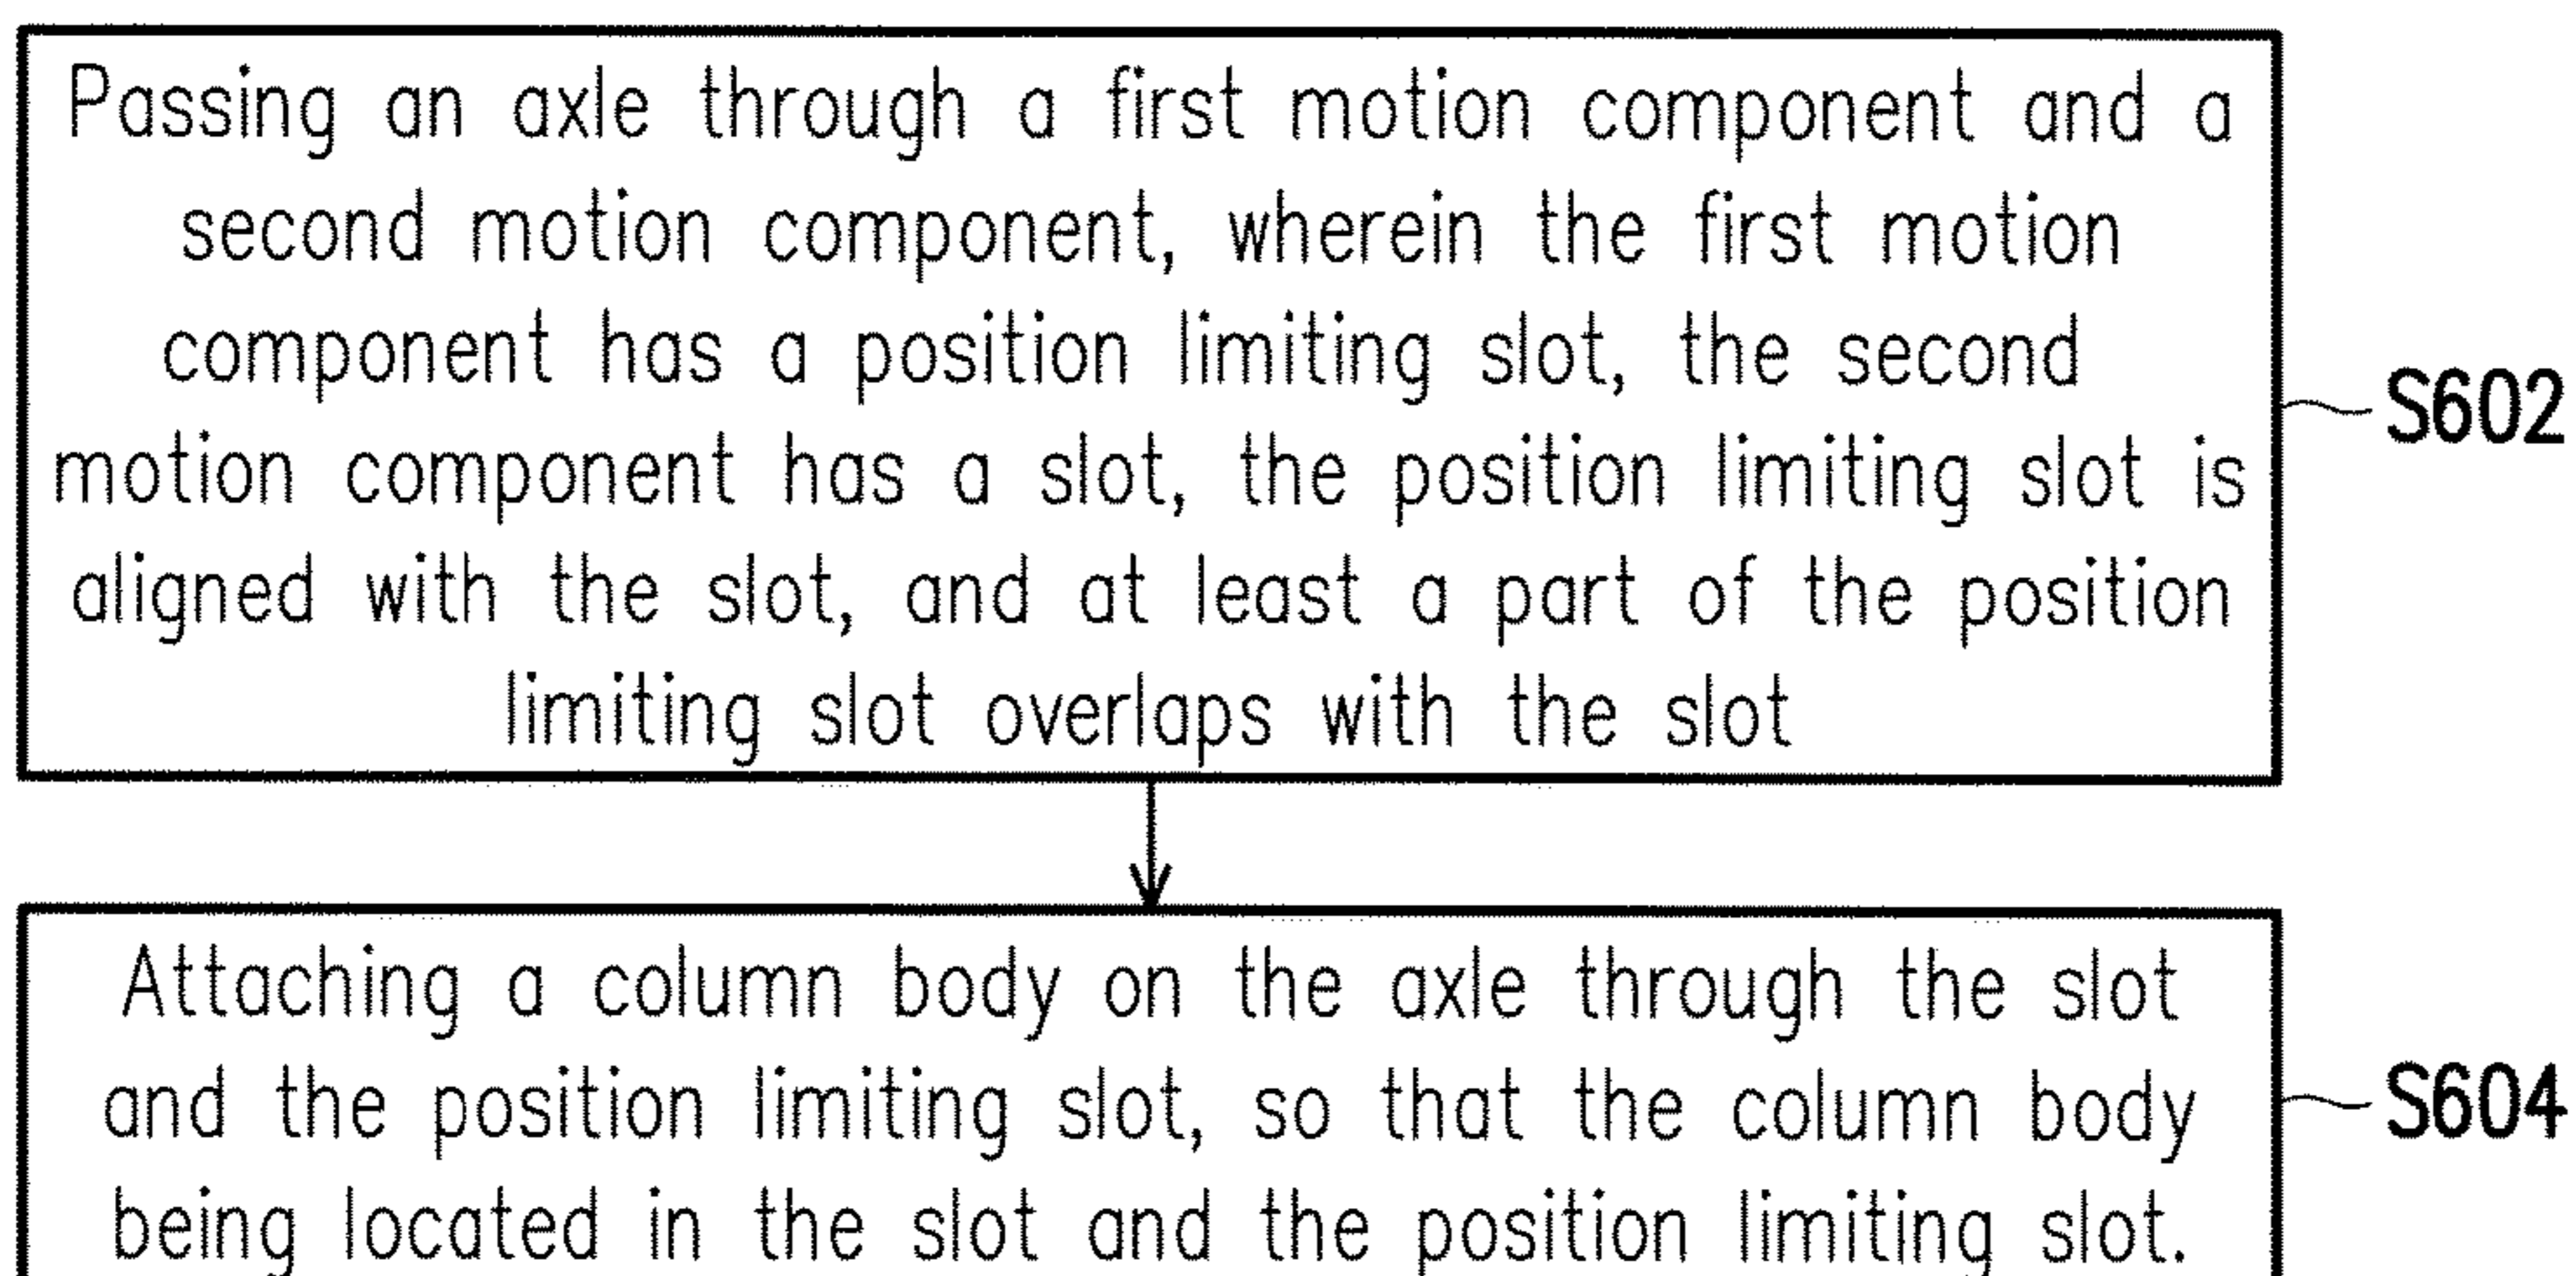 Passing an axle through a first motion component and a
second motion component, wherein the first motion
component has a position limiting slot, the second
motion component has a slot, the position limiting slot is
aligned with the slot, and at least a part of the position
limiting slot overlaps with the slot
S602
Attaching a column body on the axle through the slot
and the position limiting slot, so that the column body
being located in the slot and the position limiting slot.
S604